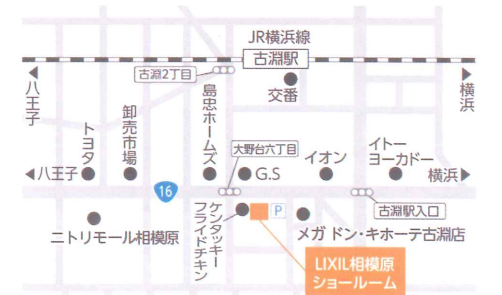 JR横浜線
古淵駅
古淵2丁目
交番
八王子
横浜
トヨタ
卸売市場
島忠ホームズ
大野台六丁目
G.S
イオン
イトー
ヨーカドー
八王子
横浜
16
ニトリモール相模原
ケンタッキー
フライドチキン
P
古淵駅入口
メガ ドン・キホーテ古淵店
LIXIL相模原
ショールーム